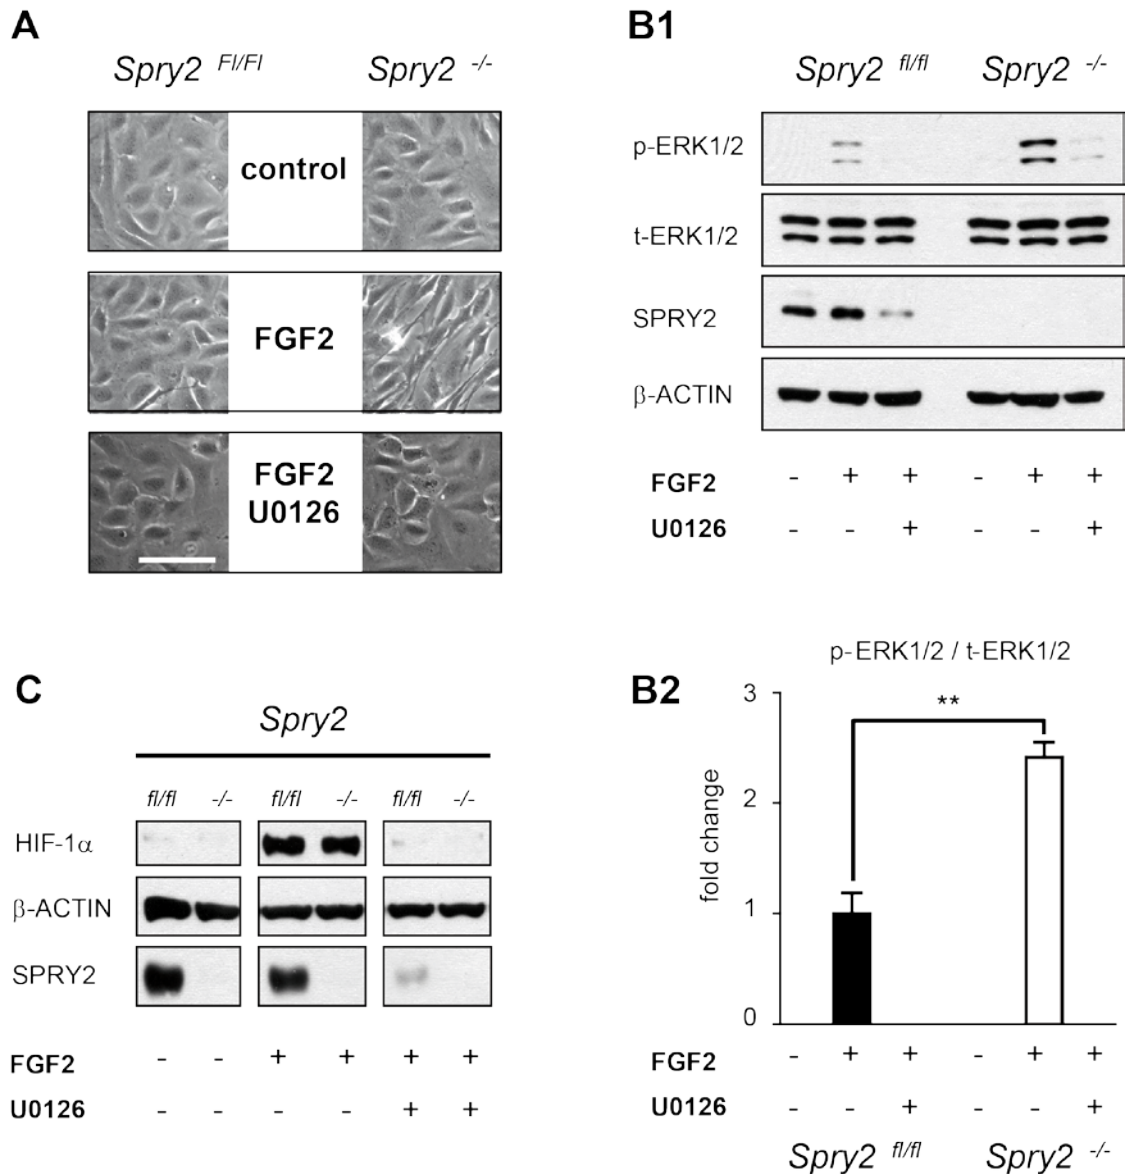 A
Spry2 Fl/Fl Spry2 -/-
control
FGF2
FGF2
U0126
B1
Spry2 fl/fl Spry2 -/-
p-ERK1/2
t-ERK1/2
SPRY2
β-ACTIN
FGF2 - + + - + +
U0126 - - + - - +
C
Spry2
fl/fl -/- fl/fl -/- fl/fl -/-
HIF-1α
β-ACTIN
SPRY2
FGF2 - - + + + +
U0126 - - - - + +
B2
p-ERK1/2 / t-ERK1/2
**
fold change
3
2
1
0
FGF2 - + + - + +
U0126 - - + - - +
Spry2 fl/fl Spry2 -/-